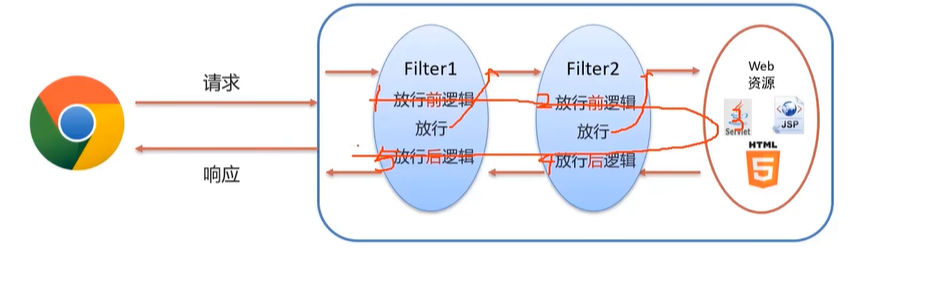 请求
响应
Filter1
放行前逻辑
放行
放行后逻辑
Filter2
放行前逻辑
放行
放行后逻辑
Web
资源
Servlet
JSP
HTML
5